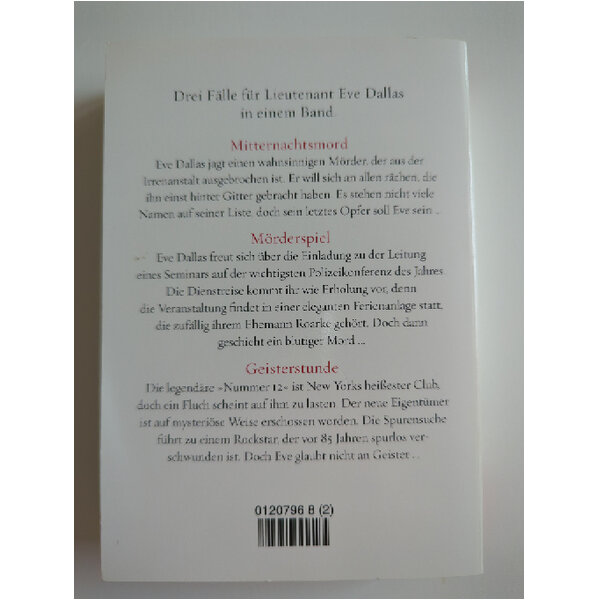 Drei Fälle für Lieutenant Eve Dallas
in einem Band
Mitternachtsmord
Eve Dallas jagt einen wahnsinnigen Mörder, der aus der
Irrenanstalt ausgebrochen ist. Er will sich an allen rächen, die
ihn einst hinter Gitter gebracht haben. Es stehen nicht viele
Namen auf seiner Liste, doch sein letztes Opfer soll Eve sein ...
Mörderspiel
Eve Dallas freut sich über die Einladung zu der Leitung
eines Seminars auf der wichtigsten Polizeikonferenz des Jahres.
Die Dienstreise kommt ihr wie Erholung vor, denn
die Veranstaltung findet in einer eleganten Ferienanlage statt,
die zufällig ihrem Ehemann Roarke gehört. Doch dann
geschieht ein blutiger Mord ...
Geisterstunde
Die legendäre »Nummer 12« ist New Yorks heißester Club,
doch ein Fluch scheint auf ihm zu lasten. Der neue Eigentümer
ist auf mysteriöse Weise erschossen worden. Die Spurensuche
führt zu einem Rockstar, der vor 85 Jahren spurlos ver-
schwunden ist. Doch Eve glaubt nicht an Geister ...
0120796 8 (2)